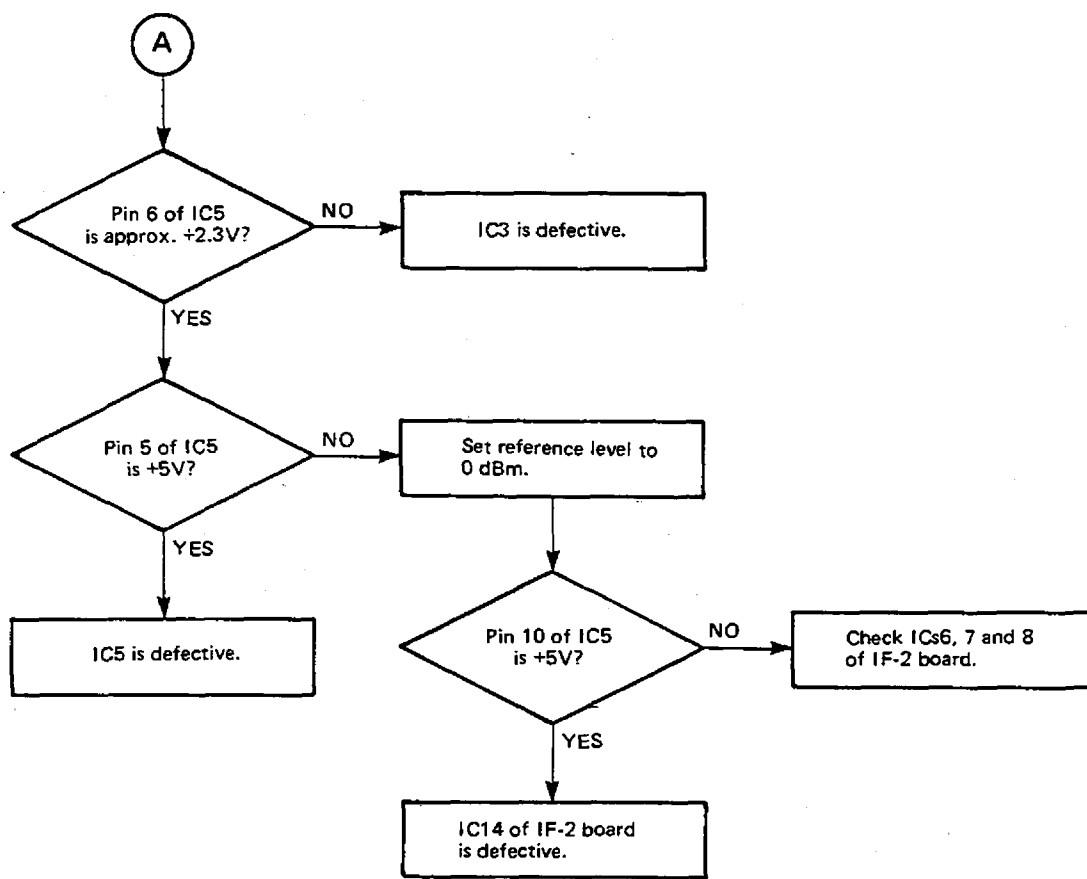 A
Pin 6 of IC5
is approx. +2.3V?
NO
IC3 is defective.
YES
Pin 5 of IC5
is +5V?
NO
Set reference level to
0 dBm.
YES
IC5 is defective.
Pin 10 of IC5
is +5V?
NO
Check ICs6, 7 and 8
of IF-2 board.
YES
IC14 of IF-2 board
is defective.